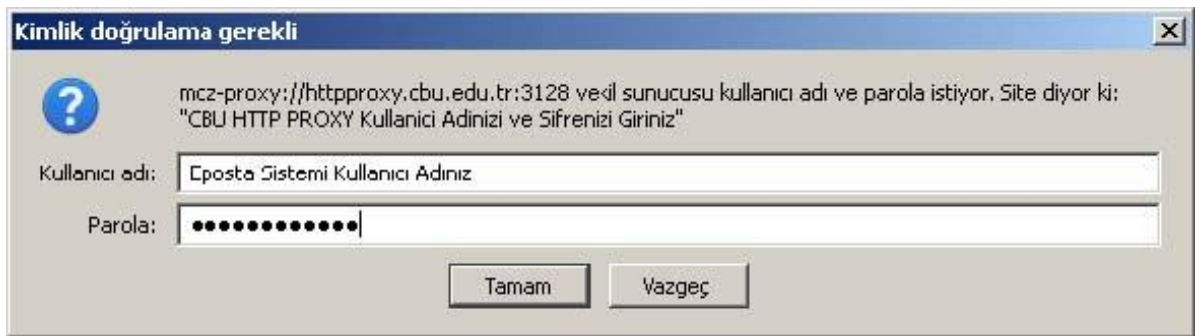 Kimlik doğrulama gerekli
mcz-proxy://httpproxy.cbu.edu.tr:3128 vekil sunucusu kullanıcı adı ve parola istiyor. Site diyor ki:
"CBU HTTP PROXY Kullanici Adinizi ve Sifrenizi Giriniz"
Kullanıcı adı: Eposta Sistemi Kullanıcı Adınız
Parola: ●●●●●●●●●●●●
Tamam Vazgeç